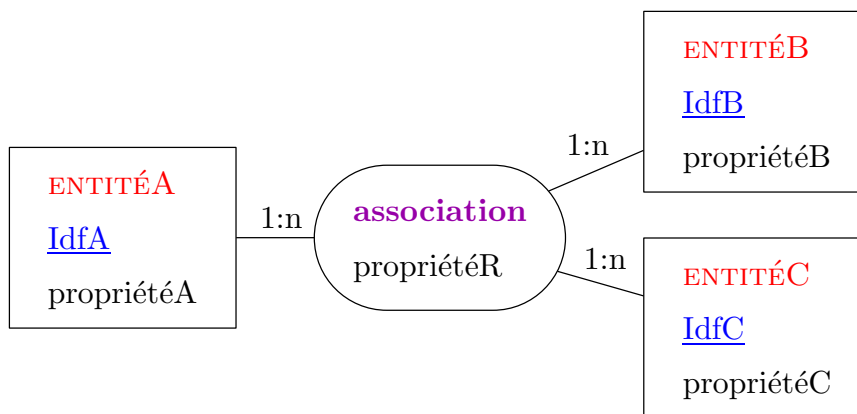 ENTITÉA
IdfA
propriétéA
1:n
association
propriétéR
1:n
ENTITÉB
IdfB
propriétéB
1:n
ENTITÉC
IdfC
propriétéC